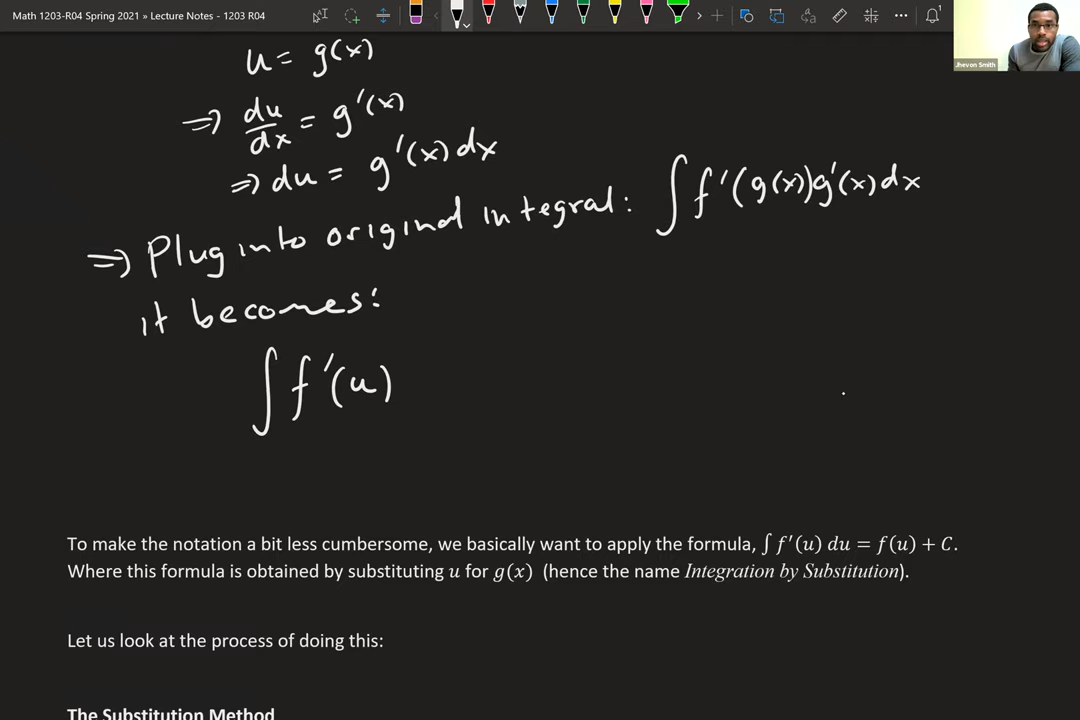 Math 1203-R04 Spring 2021 » Lecture Notes - 1203 R04
Jhevon Smith
u = g(x)
⇒ du/dx = g'(x)
⇒ du = g'(x) dx
⇒ Plug into original integral: ∫ f'(g(x))g'(x)dx
it becomes:
∫ f'(u)
To make the notation a bit less cumbersome, we basically want to apply the formula, ∫ f′(u) du = f(u) + C.
Where this formula is obtained by substituting u for g(x) (hence the name Integration by Substitution).
Let us look at the process of doing this:
The Substitution Method